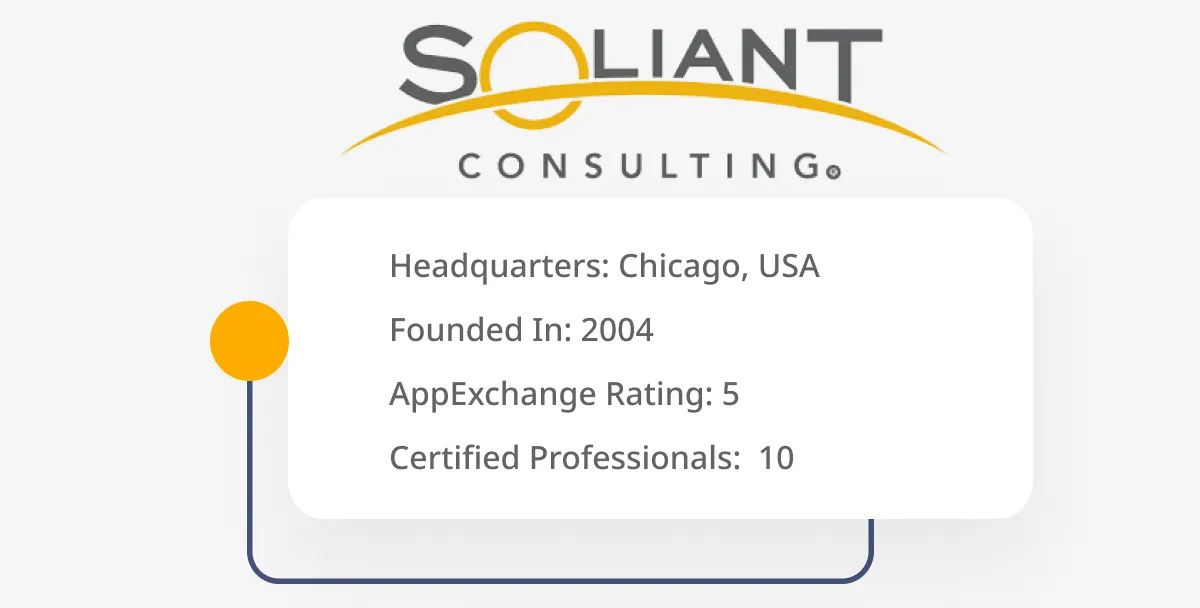 SOLIANT
CONSULTING®
Headquarters: Chicago, USA
Founded In: 2004
AppExchange Rating: 5
Certified Professionals: 10